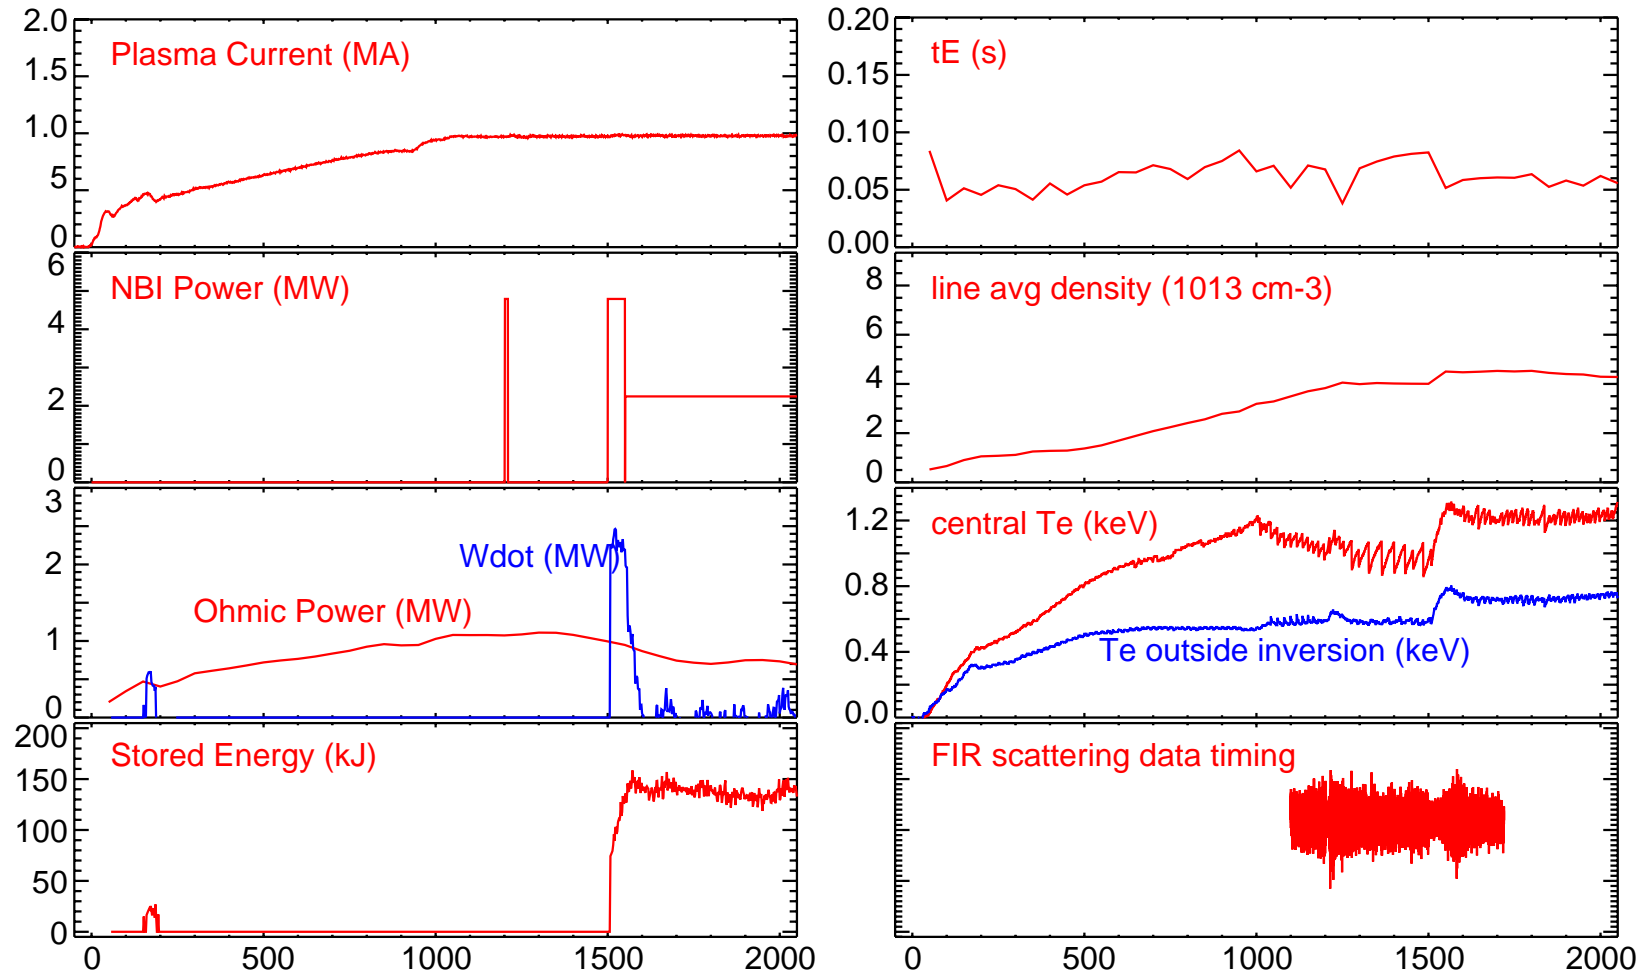 2.0
Plasma Current (MA)
1.5
1.0
5
0
0.20
tE (s)
0.15
0.10
0.05
0.00
6
NBI Power (MW)
4
2
0
8
line avg density (1013 cm-3)
6
4
2
0
3
Wdot (MW)
2
Ohmic Power (MW)
1
0
1.2
central Te (keV)
0.8
Te outside inversion (keV)
0.4
0.0
200
Stored Energy (kJ)
150
100
50
0
0 500 1000 1500 2000
FIR scattering data timing
0 500 1000 1500 2000